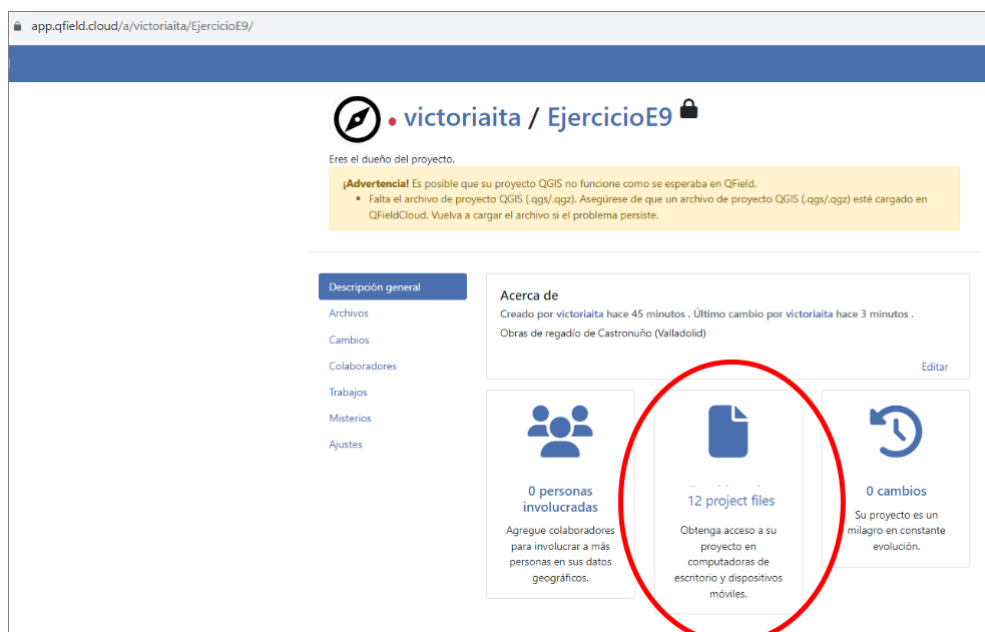 app.qfield.cloud/a/victoriaita/EjercicioE9/
victoriaita / EjercicioE9
Eres el dueño del proyecto.
¡Advertencia! Es posible que su proyecto QGIS no funcione como se esperaba en QField.
Falta el archivo de proyecto QGIS (.qgs/.qgz). Asegúrese de que un archivo de proyecto QGIS (.qgs/.qgz) esté cargado en
QFieldCloud. Vuelva a cargar el archivo si el problema persiste.
Descripción general
Archivos
Cambios
Colaboradores
Trabajos
Misterios
Ajustes
Acerca de
Creado por victoriaita hace 45 minutos . Último cambio por victoriaita hace 3 minutos .
Obras de regadío de Castronuño (Valladolid)
Editar
0 personas
involucradas
Agregue colaboradores
para involucrar a más
personas en sus datos
geográficos.
12 project files
Obtenga acceso a su
proyecto en
computadoras de
escritorio y dispositivos
móviles.
0 cambios
Su proyecto es un
milagro en constante
evolución.